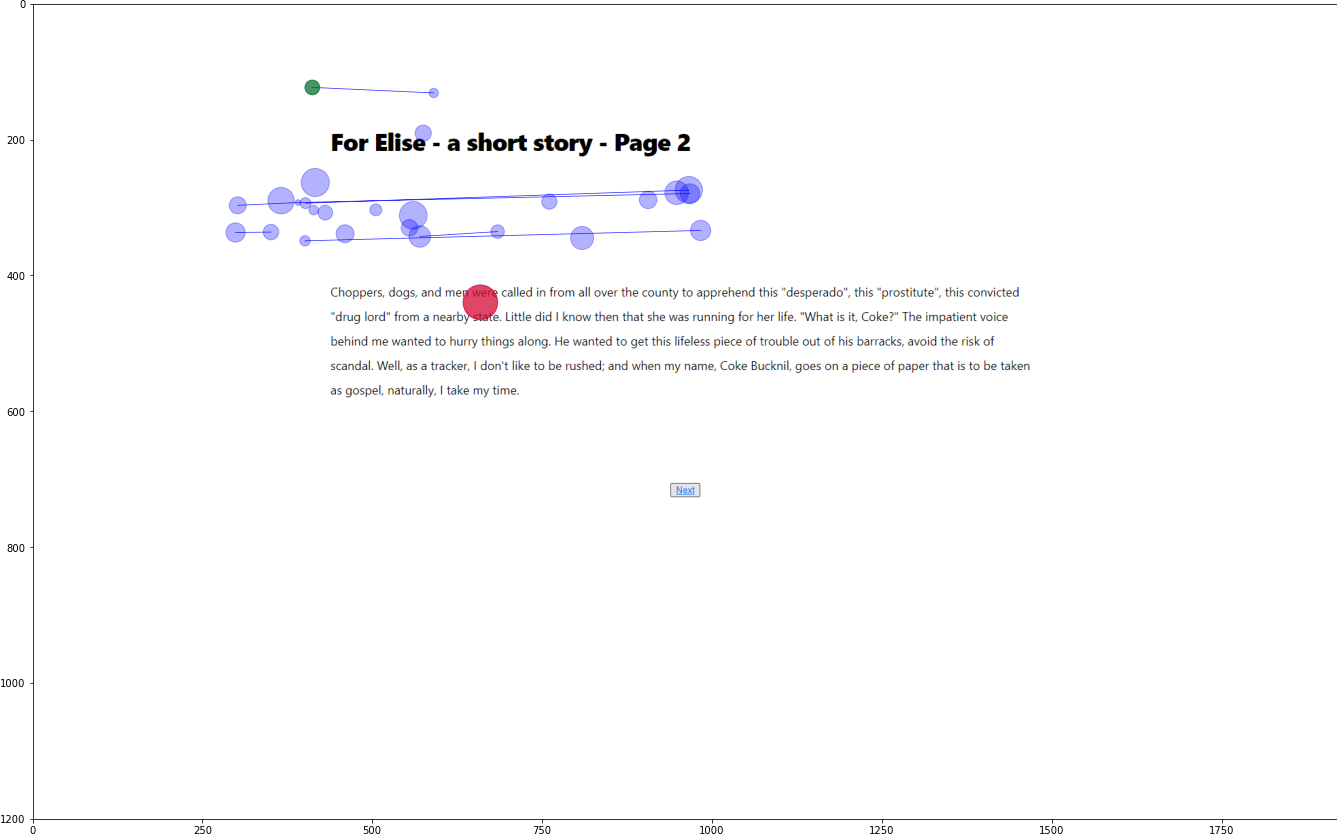 0
200
For Elise - a short story - Page 2
400
Choppers, dogs, and men were called in from all over the county to apprehend this "desperado", this "prostitute", this convicted
"drug lord" from a nearby state. Little did I know then that she was running for her life. "What is it, Coke?" The impatient voice
behind me wanted to hurry things along. He wanted to get this lifeless piece of trouble out of his barracks, avoid the risk of
scandal. Well, as a tracker, I don't like to be rushed; and when my name, Coke Bucknil, goes on a piece of paper that is to be taken
as gospel, naturally, I take my time.
600
Next
800
1000
1200
0 250 500 750 1000 1250 1500 1750